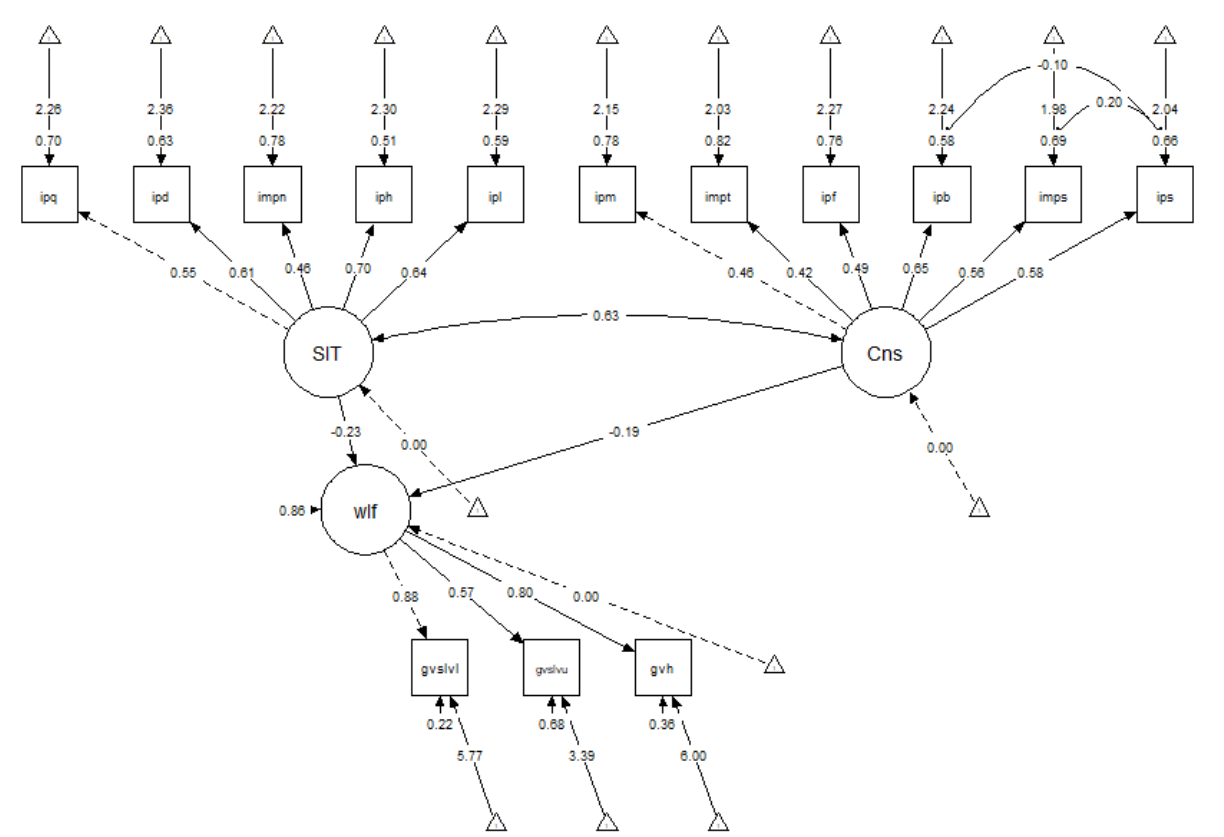 -0.10
2.26 2.36 2.22 2.30 2.29 2.15 2.03 2.27 2.24 1.98 0.20 2.04
0.70 0.63 0.78 0.51 0.59 0.78 0.82 0.76 0.58 0.69 0.66
ipq ipd impn iph ipl ipm impt ipf ipb imps ips
0.55 0.61 0.46 0.70 0.64 0.46 0.42 0.49 0.65 0.56 0.58
0.63
SIT Cns
-0.23 0.00 -0.19 0.00
0.86 wlf
0.88 0.57 0.80 0.00
gvslvl gvslvu gvh
0.22 0.68 0.36
5.77 3.39 6.00